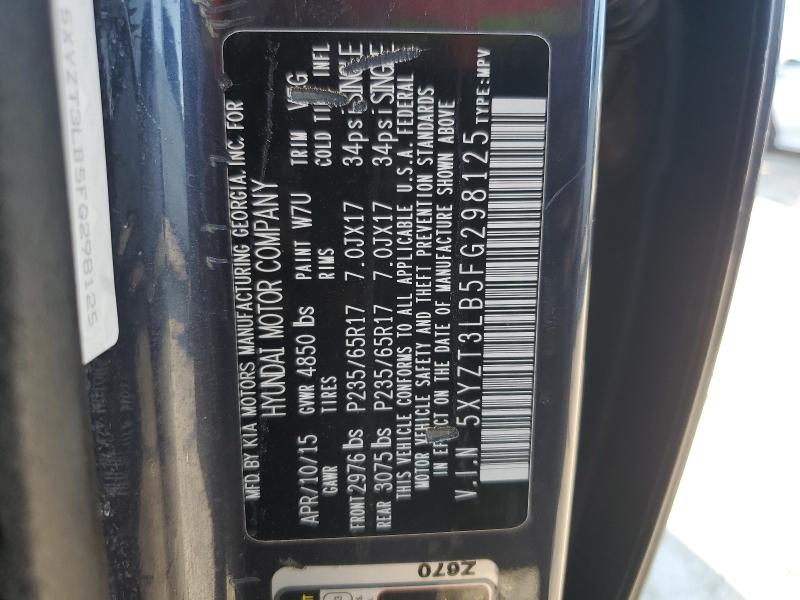 MFD. BY KIA MOTORS MANUFACTURING GEORGIA, INC. FOR
HYUNDAI MOTOR COMPANY
APR/10/15 GVWR 4850 lbs PAINT W7U TRIM
GAWR TIRES RIMS COLD INFL
FRONT 2976 lbs P235/65R17 7.0JX17 34psi SINGLE
REAR 3075 lbs P235/65R17 7.0JX17 34psi SINGLE
THIS VEHICLE CONFORMS TO ALL APPLICABLE U.S.A. FEDERAL
MOTOR VEHICLE SAFETY AND THEFT PREVENTION STANDARDS
IN EFFECT ON THE DATE OF MANUFACTURE SHOWN ABOVE
V.I.N 5XYZT3LB5FG298125 TYPE:MPV
5XYZT3LB5FG298125
Z670